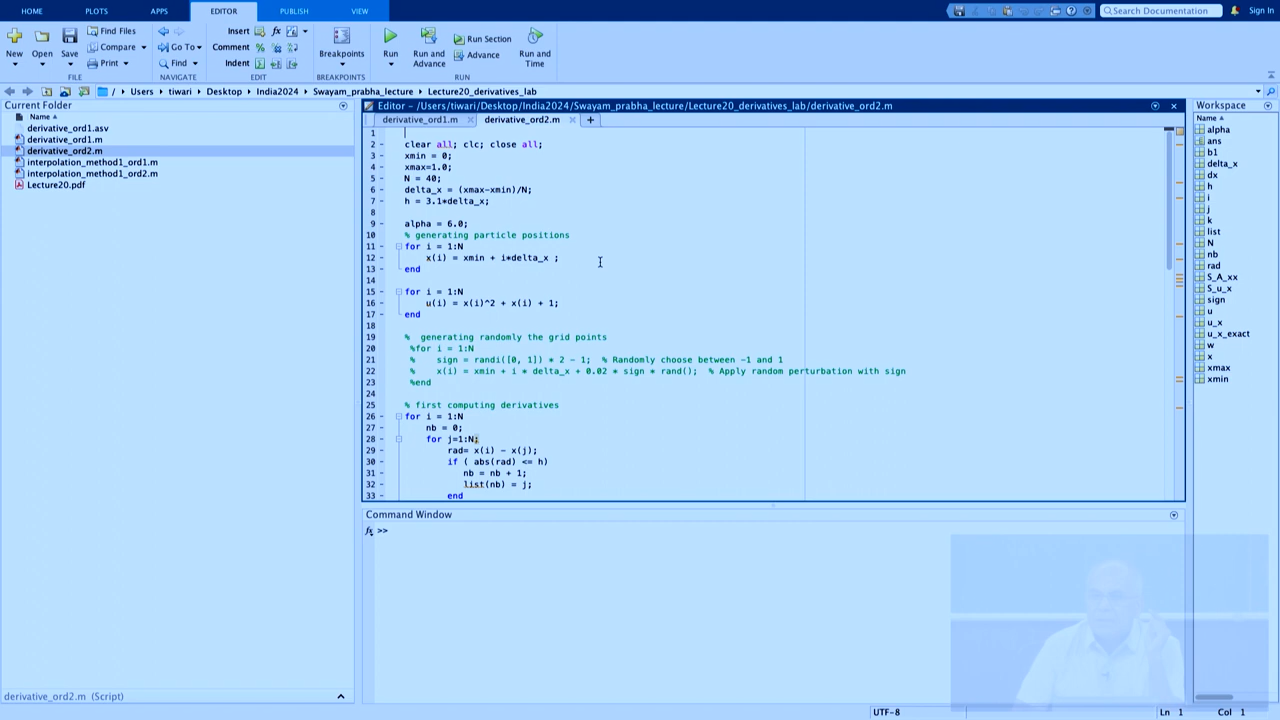 HOME PLOTS APPS EDITOR PUBLISH VIEW Search Documentation Sign In
New Open Save Find Files Compare Print Go To Find Insert Comment Indent Breakpoints Run Run and Advance Run Section Advance Run and Time
FILE NAVIGATE EDIT BREAKPOINTS RUN
/ Users tiwari Desktop India2024 Swayam_prabha_lecture Lecture20_derivatives_lab
Current Folder
Name
derivative_ord1.asv
derivative_ord1.m
derivative_ord2.m
interpolation_method1_ord1.m
interpolation_method1_ord2.m
Lecture20.pdf
derivative_ord2.m (Script)
Editor - /Users/tiwari/Desktop/India2024/Swayam_prabha_lecture/Lecture20_derivatives_lab/derivative_ord2.m
derivative_ord1.m derivative_ord2.m
1
2 clear all; clc; close all;
3 xmin = 0;
4 xmax=1.0;
5 N = 40;
6 delta_x = (xmax-xmin)/N;
7 h = 3.1*delta_x;
8
9 alpha = 6.0;
10 % generating particle positions
11 for i = 1:N
12 x(i) = xmin + i*delta_x ;
13 end
14
15 for i = 1:N
16 u(i) = x(i)^2 + x(i) + 1;
17 end
18
19 % generating randomly the grid points
20 %for i = 1:N
21 % sign = randi([0, 1]) * 2 - 1; % Randomly choose between -1 and 1
22 % x(i) = xmin + i * delta_x + 0.02 * sign * rand(); % Apply random perturbation with sign
23 %end
24
25 % first computing derivatives
26 for i = 1:N
27 nb = 0;
28 for j=1:N;
29 rad= x(i) - x(j);
30 if ( abs(rad) <= h)
31 nb = nb + 1;
32 list(nb) = j;
33 end
Command Window
fx >>
Workspace
Name
alpha
ans
b1
delta_x
dx
h
i
j
k
list
N
nb
rad
S_A_xx
S_u_x
sign
u
u_x
u_x_exact
w
x
xmax
xmin
UTF-8 Ln 1 Col 1